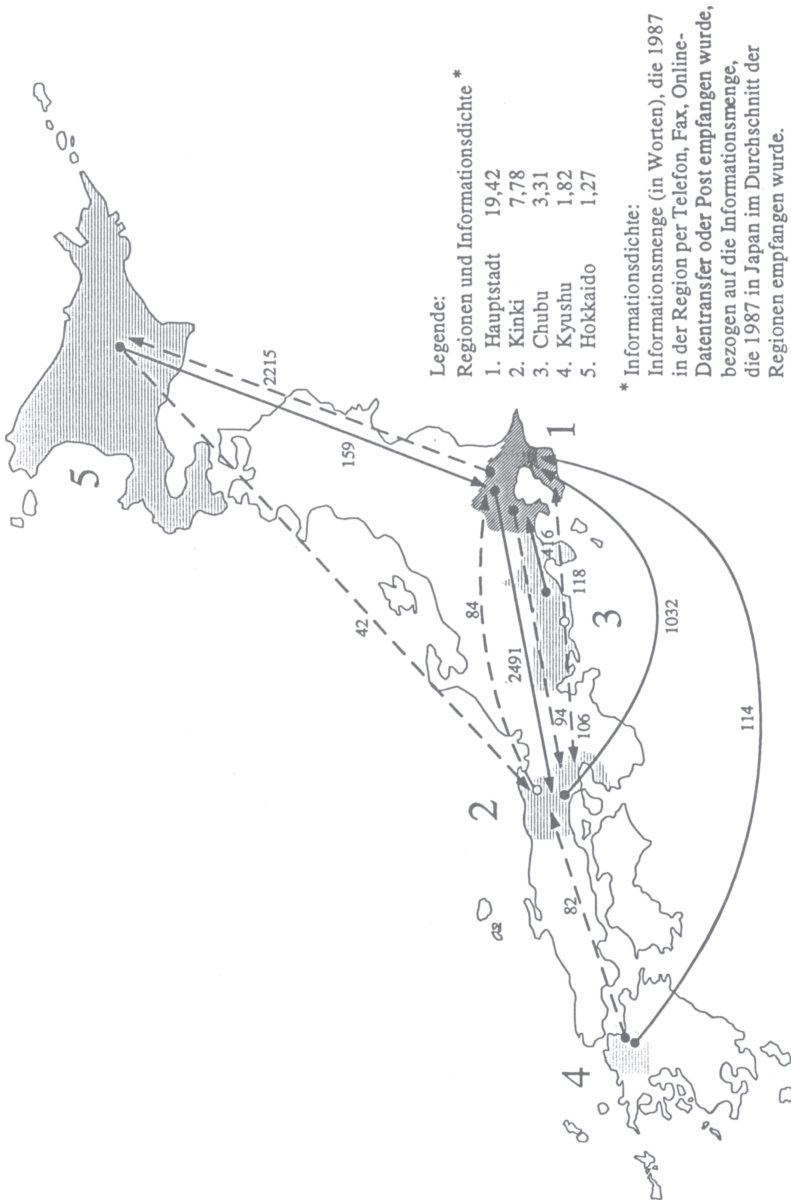 5
2215
159
42
84
2491
416
118
94
106
82
1032
114
1
2
3
4
Legende:
Regionen und Informationsdichte *
1. Hauptstadt 19,42
2. Kinki 7,78
3. Chubu 3,31
4. Kyushu 1,82
5. Hokkaido 1,27
* Informationsdichte:
Informationsmenge (in Worten), die 1987
in der Region per Telefon, Fax, Online-
Datentransfer oder Post empfangen wurde,
bezogen auf die Informationsmenge,
die 1987 in Japan im Durchschnitt der
Regionen empfangen wurde.